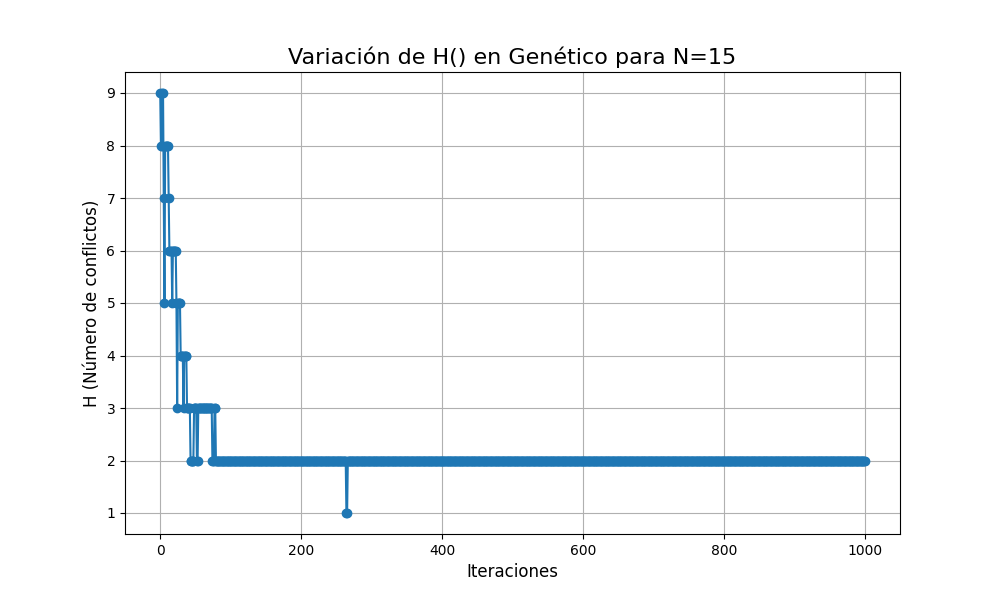 Variación de H() en Genético para N=15
H (Número de conflictos)
9
8
7
6
5
4
3
2
1
0 200 400 600 800 1000
Iteraciones